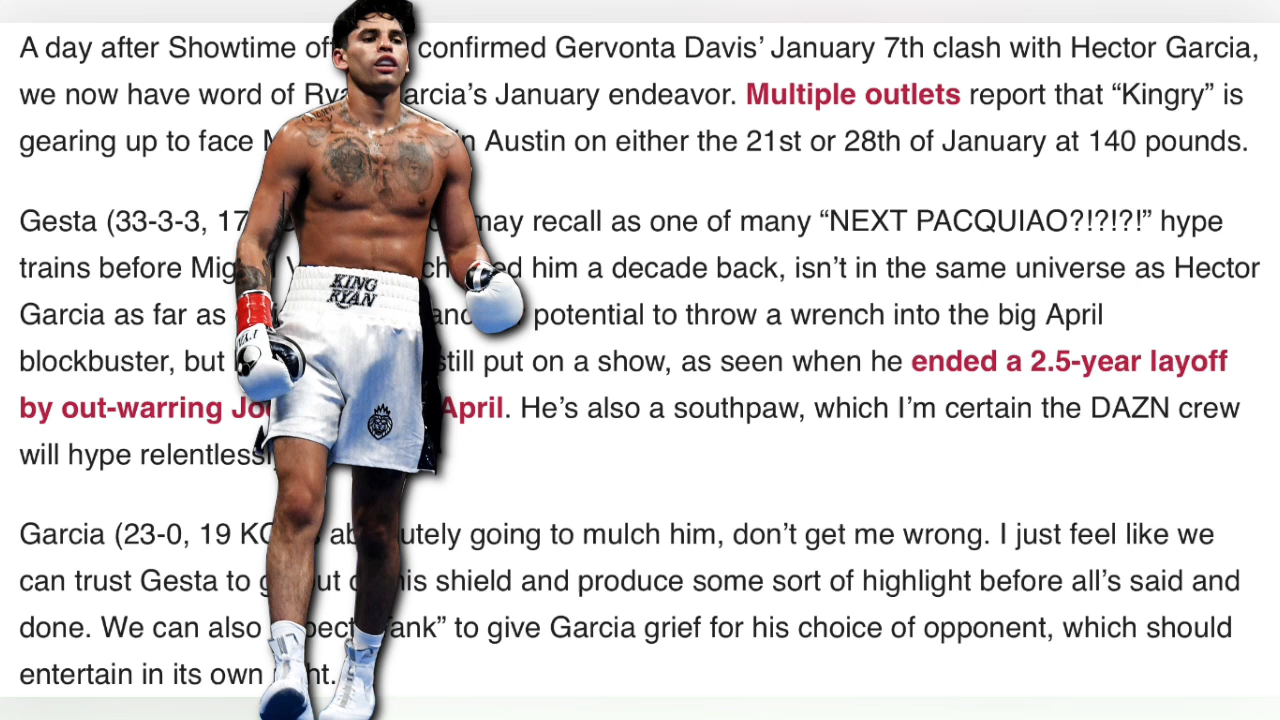 A day after Showtime of confirmed Gervonta Davis’ January 7th clash with Hector Garcia,
we now have word of Garcia’s January endeavor. Multiple outlets report that “Kingry” is
gearing up to face Austin on either the 21st or 28th of January at 140 pounds.
Gesta (33-3-3, 17 may recall as one of many “NEXT PACQUIAO?!?!?!” hype
trains before him a decade back, isn’t in the same universe as Hector
Garcia as far as potential to throw a wrench into the big April
blockbuster, but still put on a show, as seen when he ended a 2.5-year layoff
by out-warring April. He’s also a southpaw, which I’m certain the DAZN crew
will hype relentlessly
Garcia (23-0, 19 absolutely going to mulch him, don’t get me wrong. I just feel like we
can trust Gesta to out his shield and produce some sort of highlight before all’s said and
done. We can also expect “Tank” to give Garcia grief for his choice of opponent, which should
entertain in its own right.
KING
RYAN